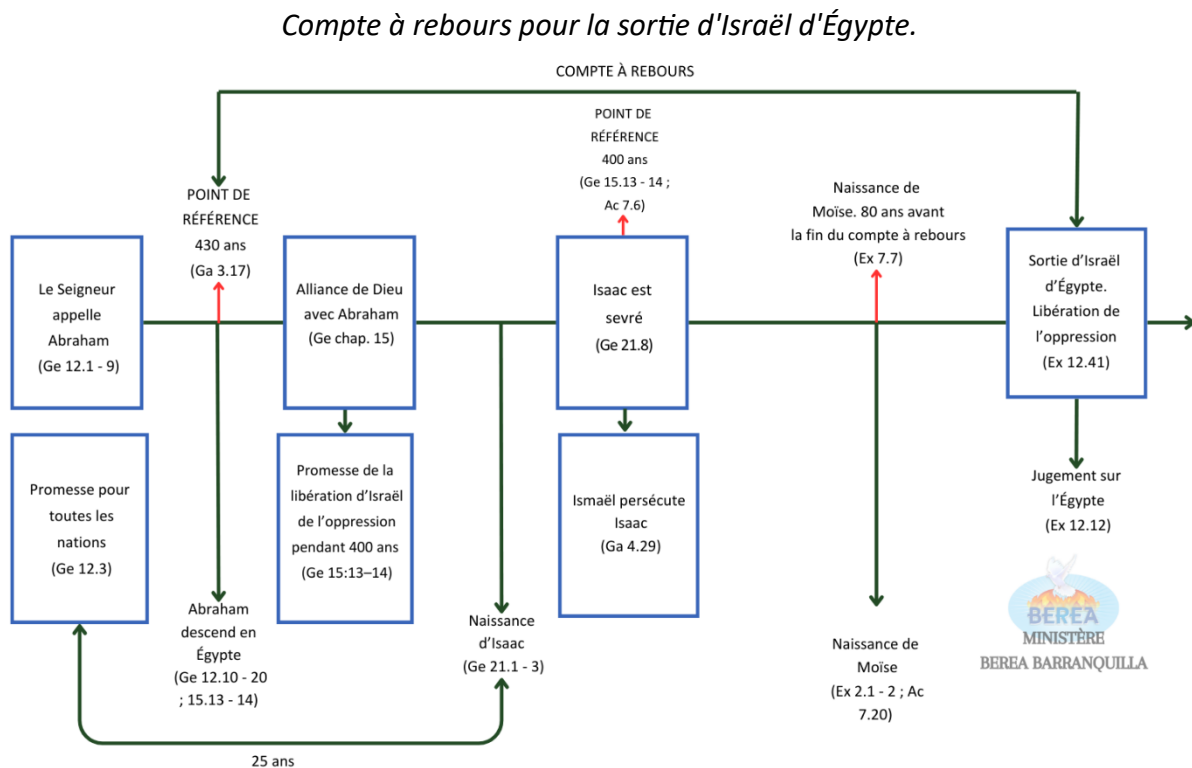 Compte à rebours pour la sortie d'Israël d'Égypte.
COMPTE À REBOURS
POINT DE
RÉFÉRENCE
430 ans
(Ga 3.17)
POINT DE
RÉFÉRENCE
400 ans
(Ge 15.13 - 14 ;
Ac 7.6)
Naissance de
Moïse. 80 ans avant
la fin du compte à rebours
(Ex 7.7)
Le Seigneur
appelle
Abraham
(Ge 12.1 - 9)
Alliance de Dieu
avec Abraham
(Ge chap. 15)
Isaac est
sevré
(Ge 21.8)
Sortie d'Israël
d'Égypte.
Libération de
l'oppression
(Ex 12.41)
Promesse pour
toutes les
nations
(Ge 12.3)
Promesse de la
libération d'Israël
de l'oppression
pendant 400 ans
(Ge 15:13–14)
Ismaël persécute
Isaac
(Ga 4.29)
Jugement sur
l'Égypte
(Ex 12.12)
Abraham
descend en
Égypte
(Ge 12.10 - 20
; 15.13 - 14)
Naissance
d'Isaac
(Ge 21.1 - 3)
Naissance de
Moïse
(Ex 2.1 - 2 ; Ac
7.20)
BEREA
MINISTÈRE
BEREA BARRANQUILLA
25 ans